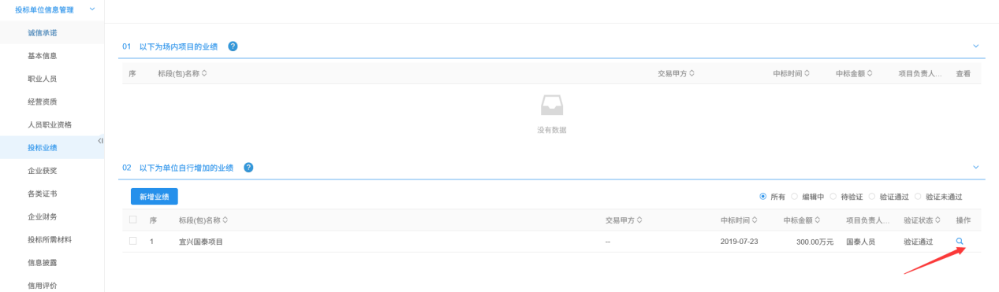 投标单位信息管理
诚信承诺
基本信息
职业人员
经营资质
人员职业资格
投标业绩
企业获奖
各类证书
企业财务
投标所需材料
信息披露
信用评价
01 以下为场内项目的业绩 ?
序 标段(包)名称 交易甲方 中标时间 中标金额 项目负责人... 查看
没有数据
02 以下为单位自行增加的业绩 ?
新增业绩 所有 编辑中 待验证 验证通过 验证未通过
序 标段(包)名称 交易甲方 中标时间 中标金额 项目负责人... 验证状态 操作
1 宜兴国泰项目 -- 2019-07-23 300.00万元 国泰人员 验证通过